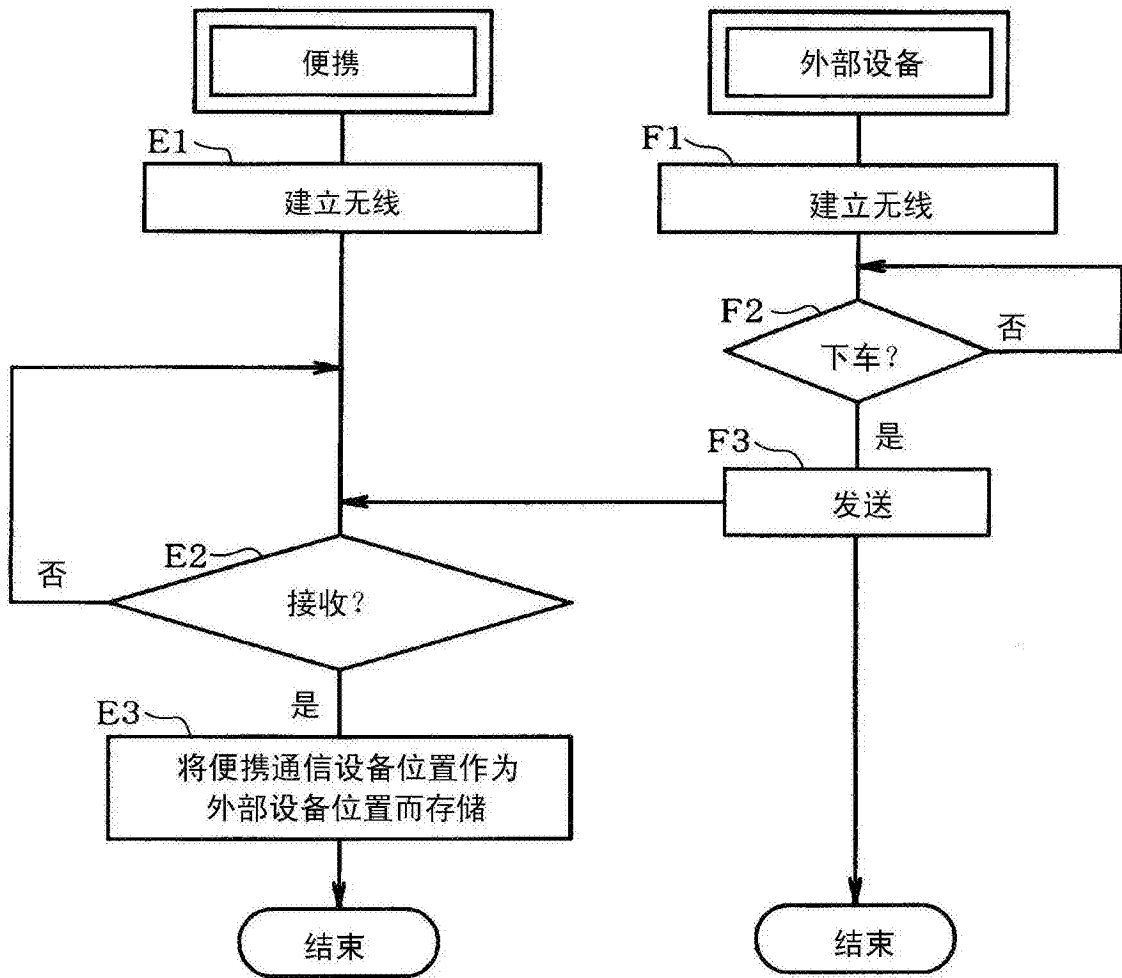 便携
外部设备
E1
F1
建立无线
建立无线
F2
否
下车?
是
F3
发送
E2
否
接收?
是
E3
将便携通信设备位置作为
外部设备位置而存储
结束
结束